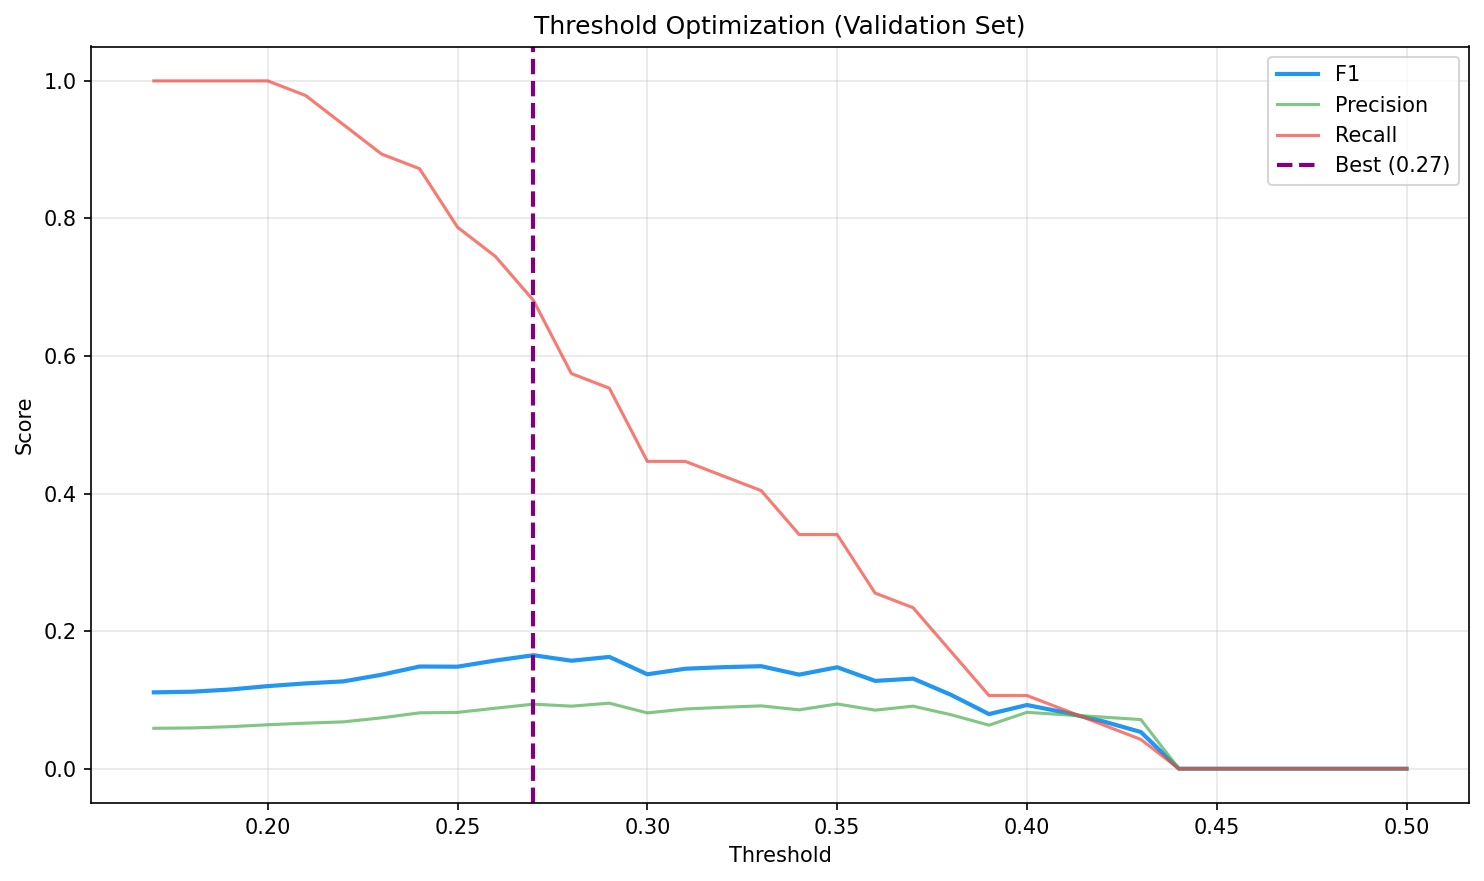 Threshold Optimization (Validation Set)
F1
Precision
Recall
Best (0.27)
Score
1.0
0.8
0.6
0.4
0.2
0.0
0.20 0.25 0.30 0.35 0.40 0.45 0.50
Threshold